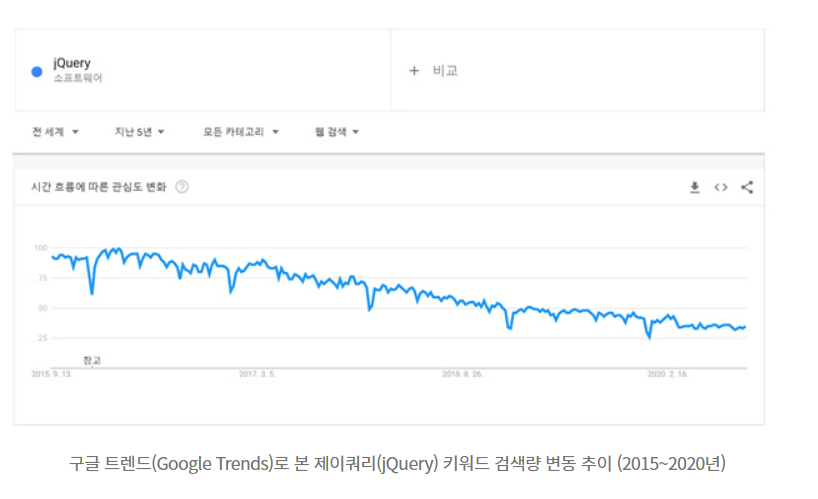 jQuery
소프트웨어
+ 비교
전 세계 지난 5년 모든 카테고리 웹 검색
시간 흐름에 따른 관심도 변화 ?
100
75
50
25
참고
2015. 9. 13. 2017. 3. 5. 2018. 8. 26. 2020. 2. 16.
구글 트렌드(Google Trends)로 본 제이쿼리(jQuery) 키워드 검색량 변동 추이 (2015~2020년)